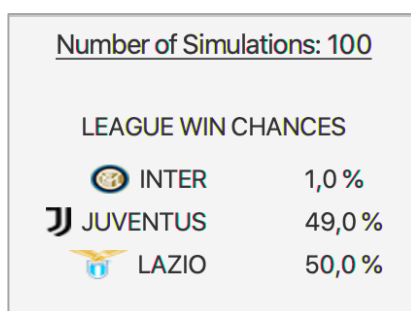 Number of Simulations: 100
LEAGUE WIN CHANCES
INTER 1,0 %
JUVENTUS 49,0 %
LAZIO 50,0 %